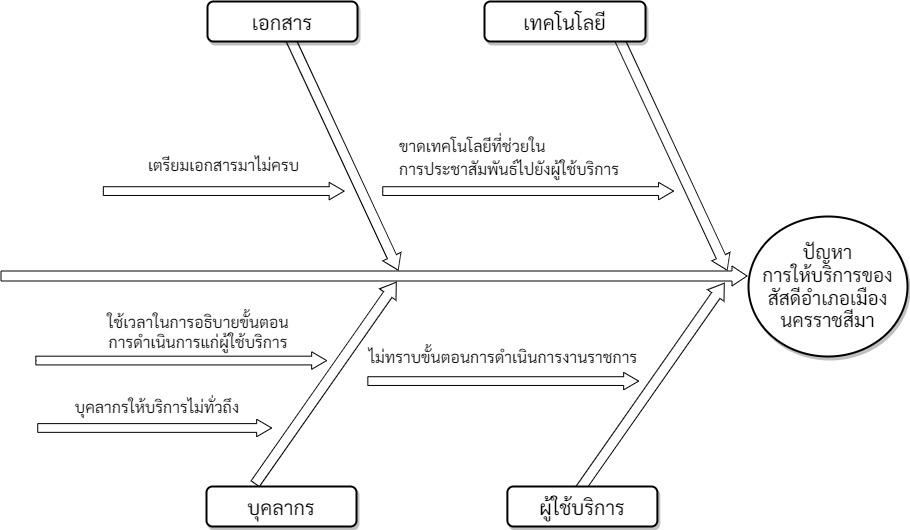 เอกสาร
เทคโนโลยี
เตรียมเอกสารมาไม่ครบ
ขาดเทคโนโลยีที่ช่วยใน
การประชาสัมพันธ์ไปยังผู้ใช้บริการ
ปัญหา
การให้บริการของ
สัสดีอำเภอเมือง
นครราชสีมา
ใช้เวลาในการอธิบายขั้นตอน
การดำเนินการแก่ผู้ใช้บริการ
ไม่ทราบขั้นตอนการดำเนินการงานราชการ
บุคลากรให้บริการไม่ทั่วถึง
บุคลากร
ผู้ใช้บริการ